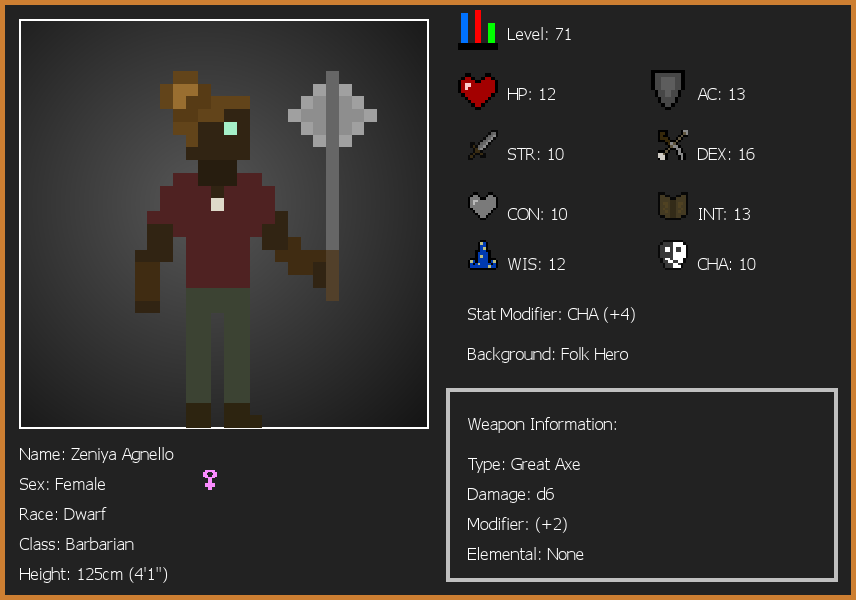 Level: 71
HP: 12
AC: 13
STR: 10
DEX: 16
CON: 10
INT: 13
WIS: 12
CHA: 10
Stat Modifier: CHA (+4)
Background: Folk Hero
Weapon Information:
Type: Great Axe
Damage: d6
Modifier: (+2)
Elemental: None
Name: Zeniya Agnello
Sex: Female
Race: Dwarf
Class: Barbarian
Height: 125cm (4'1")